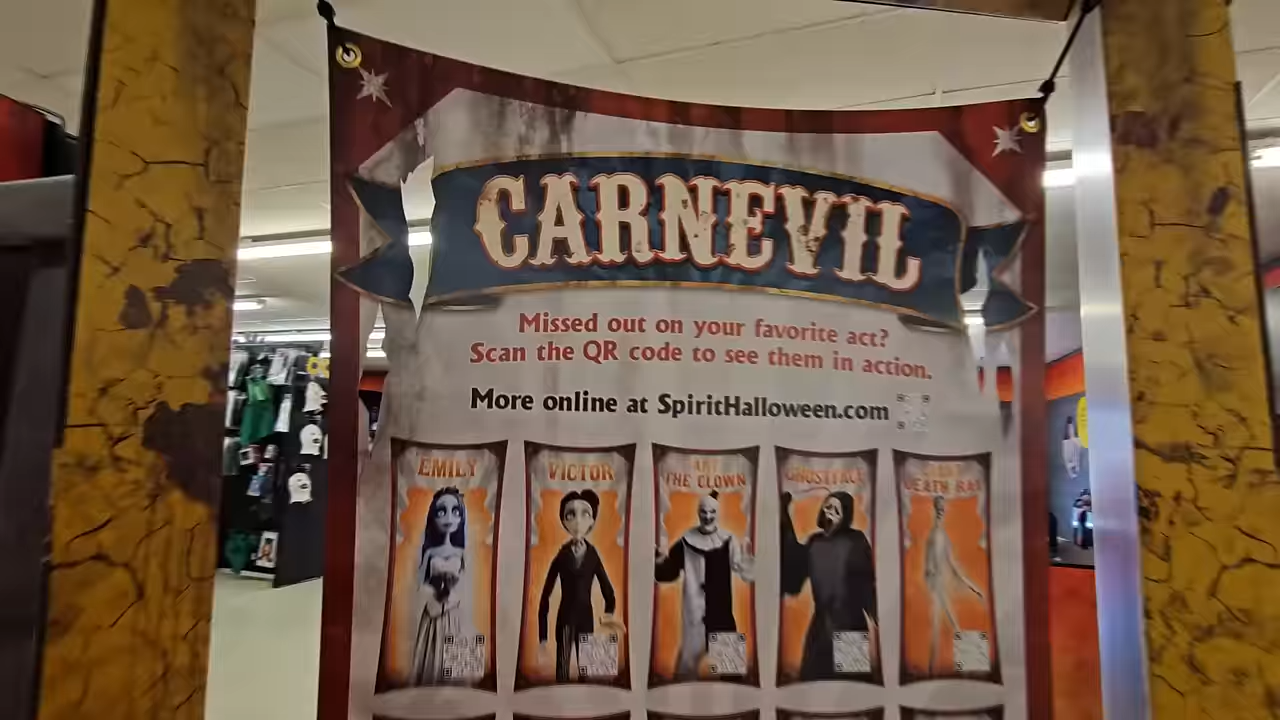 CARNEVIL
Missed out on your favorite act?
Scan the QR code to see them in action.
More online at SpiritHalloween.com
EMILY
VICTOR
ART
THE CLOWN
GHOSTFACE
DEATH RAY